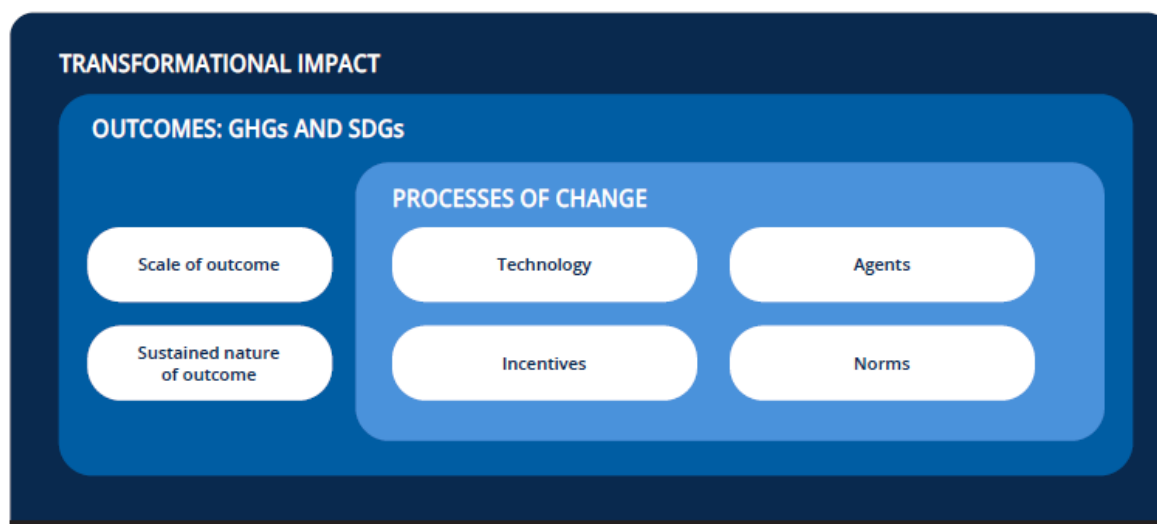 TRANSFORMATIONAL IMPACT
OUTCOMES: GHGs AND SDGs
PROCESSES OF CHANGE
Scale of outcome
Technology
Agents
Sustained nature
of outcome
Incentives
Norms